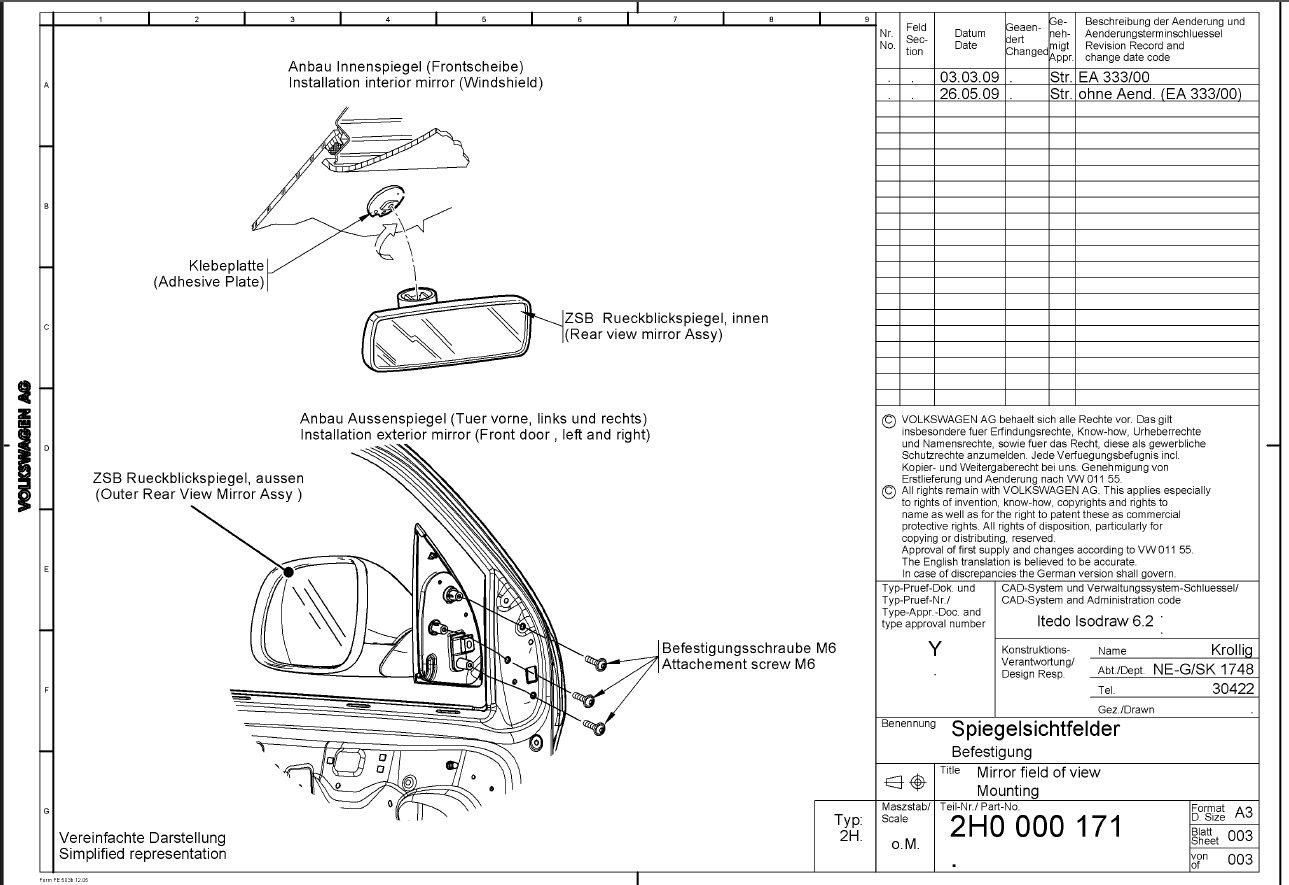 1 2 3 4 5 6 7 8 9
A
B
C
D
E
F
G
VOLKSWAGEN AG
Anbau Innenspiegel (Frontscheibe)
Installation interior mirror (Windshield)
Klebeplatte
(Adhesive Plate)
ZSB Rueckblickspiegel, innen
(Rear view mirror Assy)
Anbau Aussenspiegel (Tuer vorne, links und rechts)
Installation exterior mirror (Front door , left and right)
ZSB Rueckblickspiegel, aussen
(Outer Rear View Mirror Assy )
Befestigungsschraube M6
Attachement screw M6
Vereinfachte Darstellung
Simplified representation
Form FE 503b 12.05
Typ:
2H.
Nr.
No.
Feld
Sec-
tion
Datum
Date
Geaen-
dert
Changed
Ge-
neh-
migt
Appr.
Beschreibung der Aenderung und
Aenderungsterminschluessel
Revision Record and
change date code
. . 03.03.09 . Str. EA 333/00
. . 26.05.09 . Str. ohne Aend. (EA 333/00)
© VOLKSWAGEN AG behaelt sich alle Rechte vor. Das gilt
insbesondere fuer Erfindungsrechte, Know-how, Urheberrechte
und Namensrechte, sowie fuer das Recht, diese als gewerbliche
Schutzrechte anzumelden. Jede Verfuegungsbefugnis incl.
Kopier- und Weitergaberecht bei uns. Genehmigung von
Erstlieferung und Aenderung nach VW 011 55.
© All rights remain with VOLKSWAGEN AG. This applies especially
to rights of invention, know-how, copyrights and rights to
name as well as for the right to patent these as commercial
protective rights. All rights of disposition, particularly for
copying or distributing, reserved.
Approval of first supply and changes according to VW 011 55.
The English translation is believed to be accurate.
In case of discrepancies the German version shall govern.
Typ-Pruef-Dok. und
Typ-Pruef-Nr./
Type-Appr.-Doc. and
type approval number
Y
.
CAD-System und Verwaltungssystem-Schluessel/
CAD-System and Administration code
Itedo Isodraw 6.2 :
Konstruktions-
Verantwortung/
Design Resp.
Name Krollig
Abt./Dept. NE-G/SK 1748
Tel. 30422
Gez./Drawn .
Benennung Spiegelsichtfelder
Befestigung
Title Mirror field of view
Mounting
Maszstab/
Scale
o.M.
Teil-Nr./ Part-No.
2H0 000 171
.
Format
D. Size A3
Blatt
Sheet 003
von
of 003